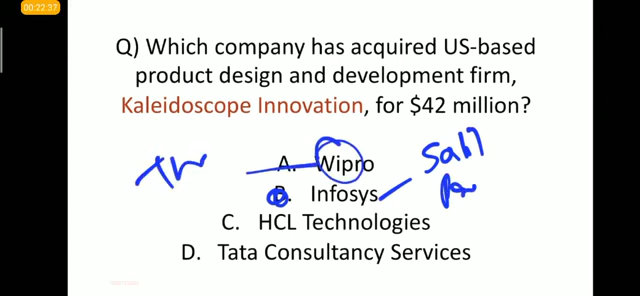 00:22:37
Q) Which company has acquired US-based
product design and development firm,
Kaleidoscope Innovation, for $42 million?
A. Wipro
B. Infosys
C. HCL Technologies
D. Tata Consultancy Services